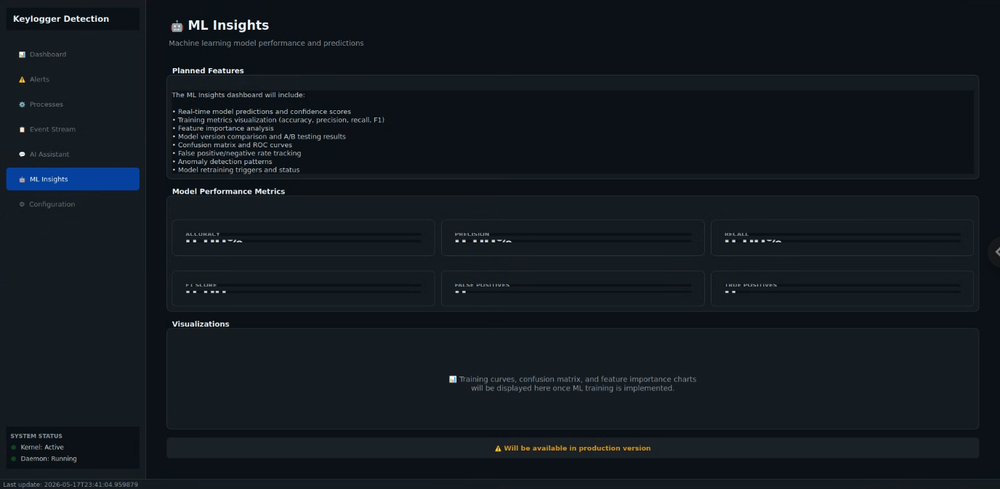 Keylogger Detection
Dashboard
Alerts
Processes
Event Stream
AI Assistant
ML Insights
Configuration
SYSTEM STATUS
Kernel: Active
Daemon: Running
Last update: 2026-05-17T23:41:04.959879
ML Insights
Machine learning model performance and predictions
Planned Features
The ML Insights dashboard will include:
• Real-time model predictions and confidence scores
• Training metrics visualization (accuracy, precision, recall, F1)
• Feature importance analysis
• Model version comparison and A/B testing results
• Confusion matrix and ROC curves
• False positive/negative rate tracking
• Anomaly detection patterns
• Model retraining triggers and status
Model Performance Metrics
ACCURACY
PRECISION
RECALL
F1 SCORE
FALSE POSITIVES
TRUE POSITIVES
Visualizations
Training curves, confusion matrix, and feature importance charts
will be displayed here once ML training is implemented.
Will be available in production version